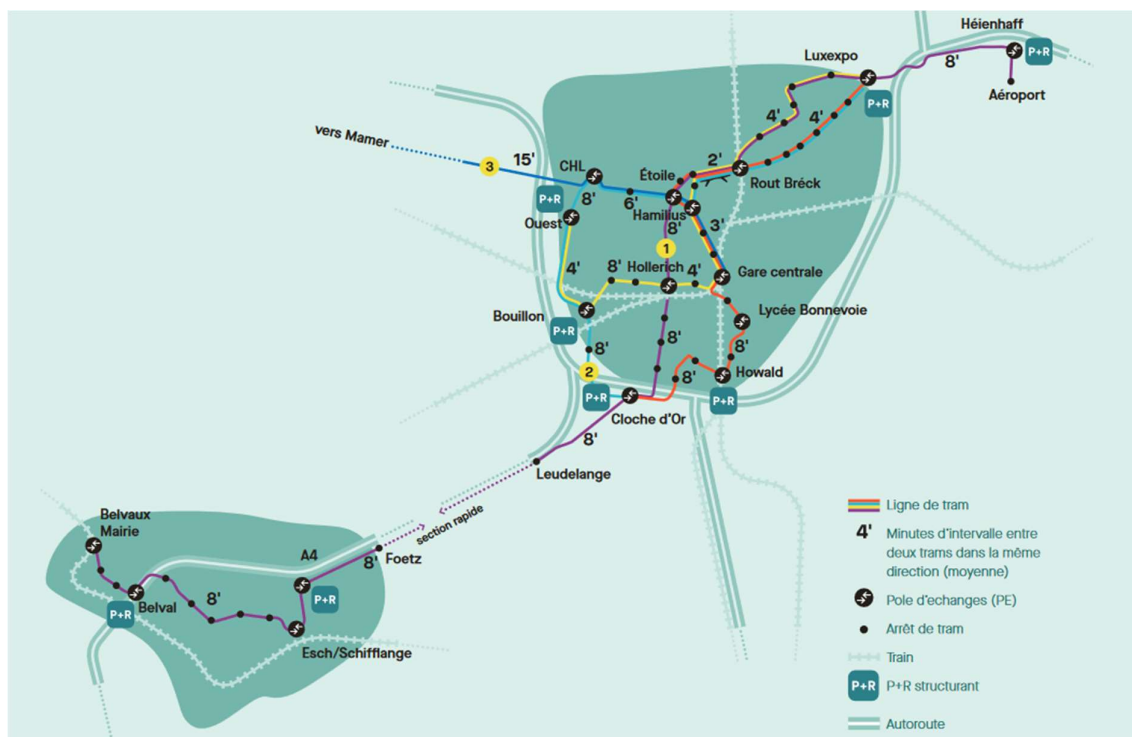 Héienhaff
P+R
8'
Aéroport
Luxexpo
P+R
4'
4'
vers Mamer
3
15'
CHL
Étoile
2'
Rout Bréck
P+R
8'
6'
Hamilius
Ouest
8'
3'
1
4'
8'
Hollerich
4'
Gare centrale
Bouillon
Lycée Bonnevoie
P+R
8'
8'
8'
2
8'
Howald
P+R
P+R
Cloche d'Or
8'
Leudelange
section rapide
Belvaux
Mairie
A4
8'
Foetz
8'
P+R
P+R
Belval
Esch/Schifflange
Ligne de tram
4'
Minutes d'intervalle entre
deux trams dans la même
direction (moyenne)
Pole d'echanges (PE)
Arrêt de tram
Train
P+R
P+R structurant
Autoroute